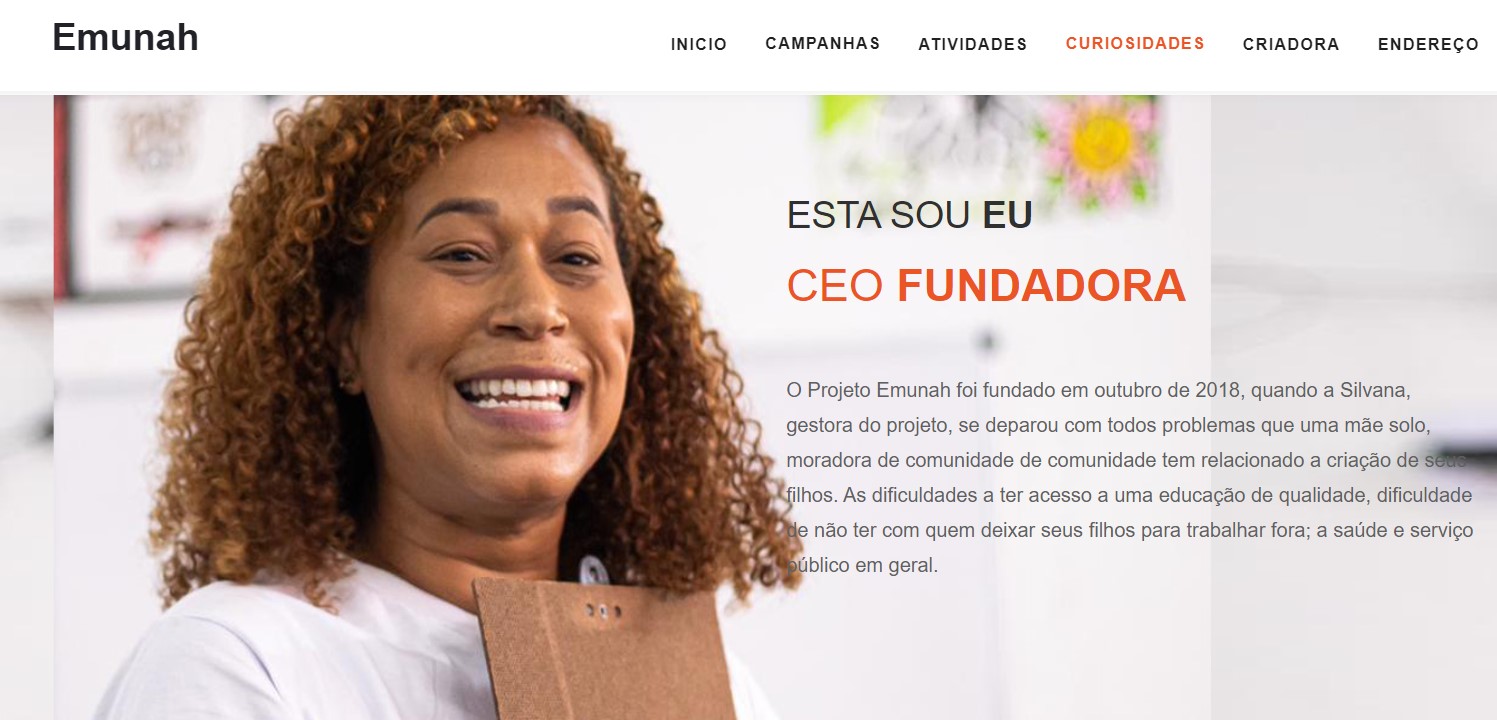 Emunah
INICIO CAMPANHAS ATIVIDADES CURIOSIDADES CRIADORA ENDEREÇO
ESTA SOU EU
CEO FUNDADORA
O Projeto Emunah foi fundado em outubro de 2018, quando a Silvana,
gestora do projeto, se deparou com todos problemas que uma mãe solo,
moradora de comunidade de comunidade tem relacionado a criação de seus
filhos. As dificuldades a ter acesso a uma educação de qualidade, dificuldade
de não ter com quem deixar seus filhos para trabalhar fora; a saúde e serviço
público em geral.